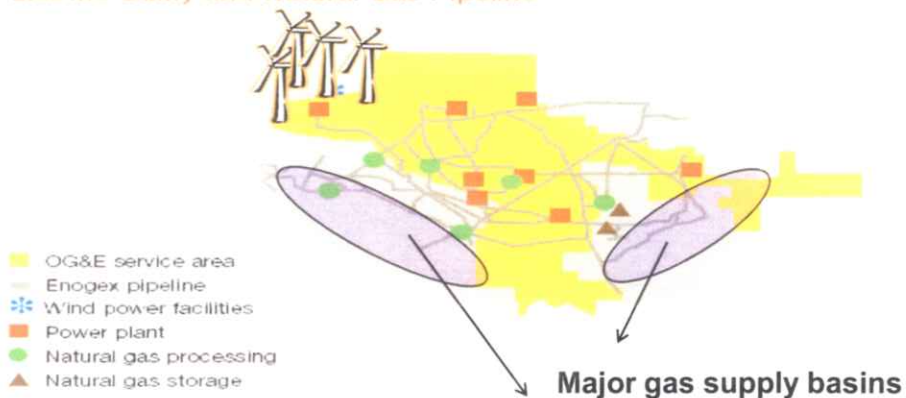 OG&E service area
Enogex pipeline
Wind power facilities
Power plant
Natural gas processing
Natural gas storage
Major gas supply basins